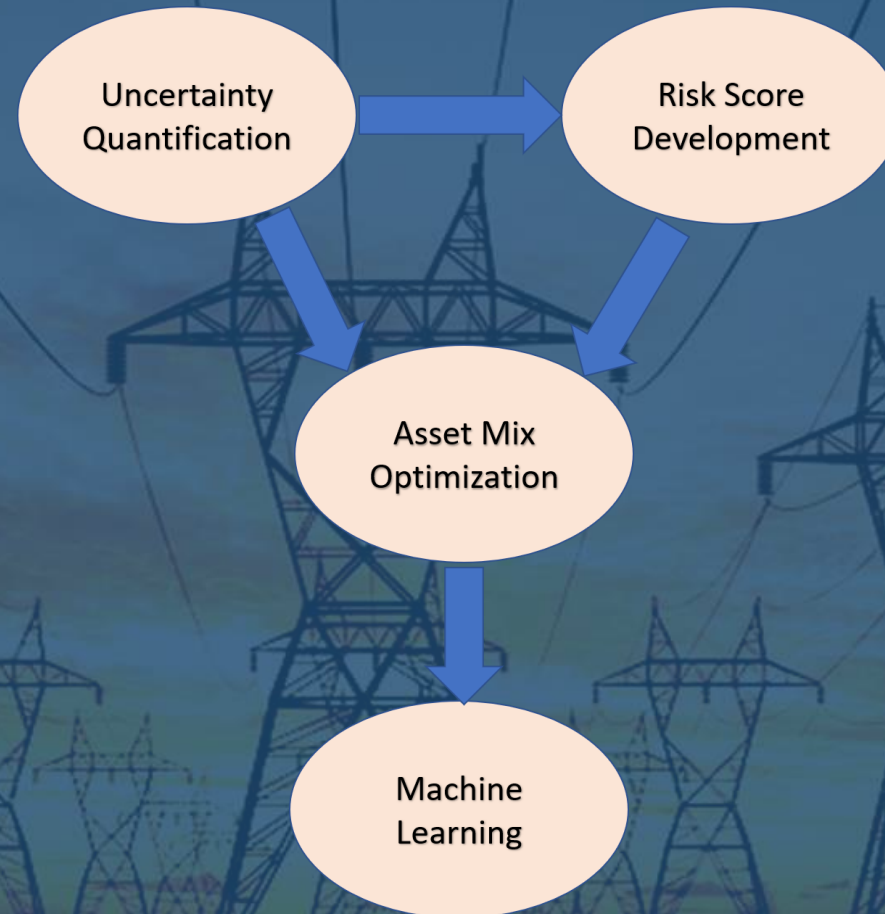 Uncertainty
Quantification
Risk Score
Development
Asset Mix
Optimization
Machine
Learning